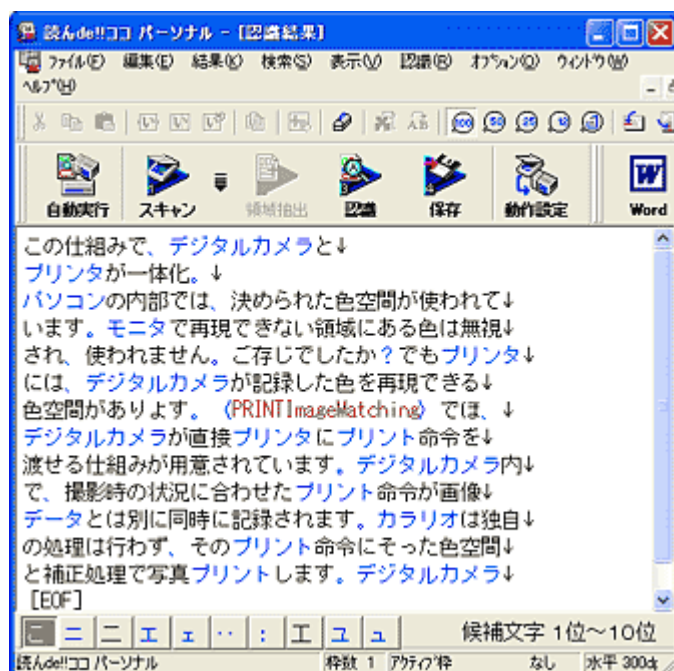 読んde!!ココ パーソナル - [認識結果]
ファイル(F) 編集(E) 結果(K) 検索(S) 表示(V) 認識(R) オプション(O) ウィンドウ(W)
ヘルプ(H)
100 50 25
自動実行 スキャン 領域抽出 認識 保存 動作設定 Word
この仕組みで、デジタルカメラと↓
プリンタが一体化。↓
パソコンの内部では、決められた色空間が使われて↓
います。モニタで再現できない領域にある色は無視↓
され、使われません。ご存じでしたか?でもプリンタ↓
には、デジタルカメラが記録した色を再現できる↓
色空間がありよす。〈PRINTImageMatching〉でほ、↓
デジタルカメラが直接プリンタにプリント命令を↓
渡せる仕組みが用意されています。デジタルカメラ内↓
で、撮影時の状況に合わせたプリント命令が画像↓
データとは別に同時に記録されます。カラリオは独自↓
の処理は行わず、そのプリント命令にそった色空間↓
と補正処理で写真プリントします。デジタルカメラ↓
[EOF]
こ 二 ニ エ ェ ‥ : 工 ユ ュ 候補文字 1位~10位
読んde!!ココ パーソナル 枠数 1 アクティブ枠 なし 水平 300d